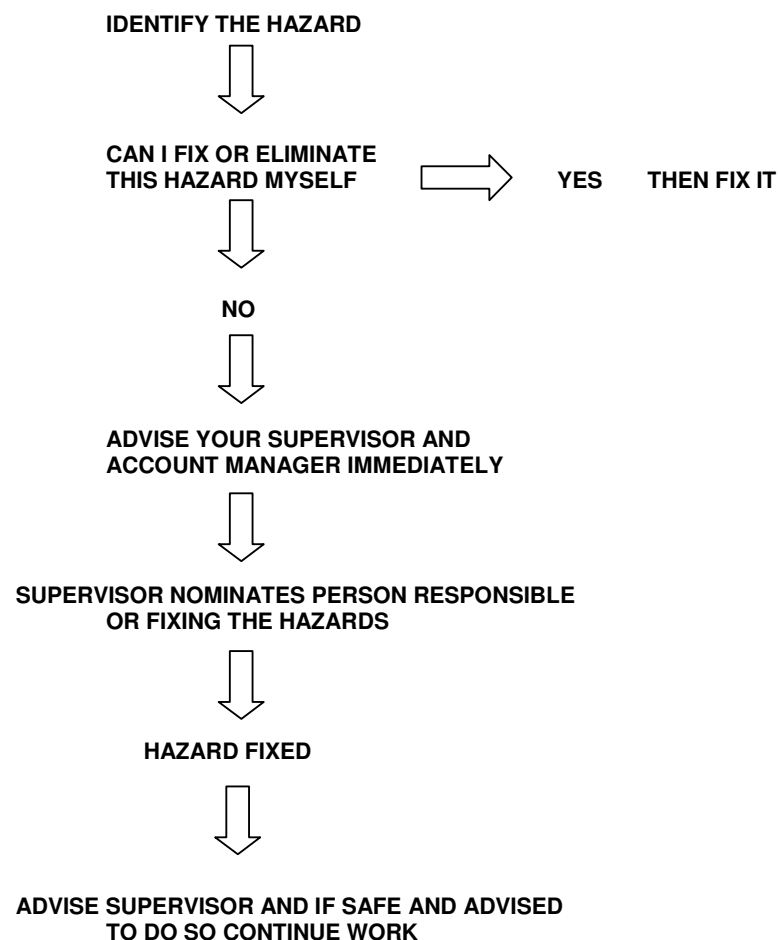 IDENTIFY THE HAZARD
CAN I FIX OR ELIMINATE
THIS HAZARD MYSELF
YES THEN FIX IT
NO
ADVISE YOUR SUPERVISOR AND
ACCOUNT MANAGER IMMEDIATELY
SUPERVISOR NOMINATES PERSON RESPONSIBLE
OR FIXING THE HAZARDS
HAZARD FIXED
ADVISE SUPERVISOR AND IF SAFE AND ADVISED
TO DO SO CONTINUE WORK